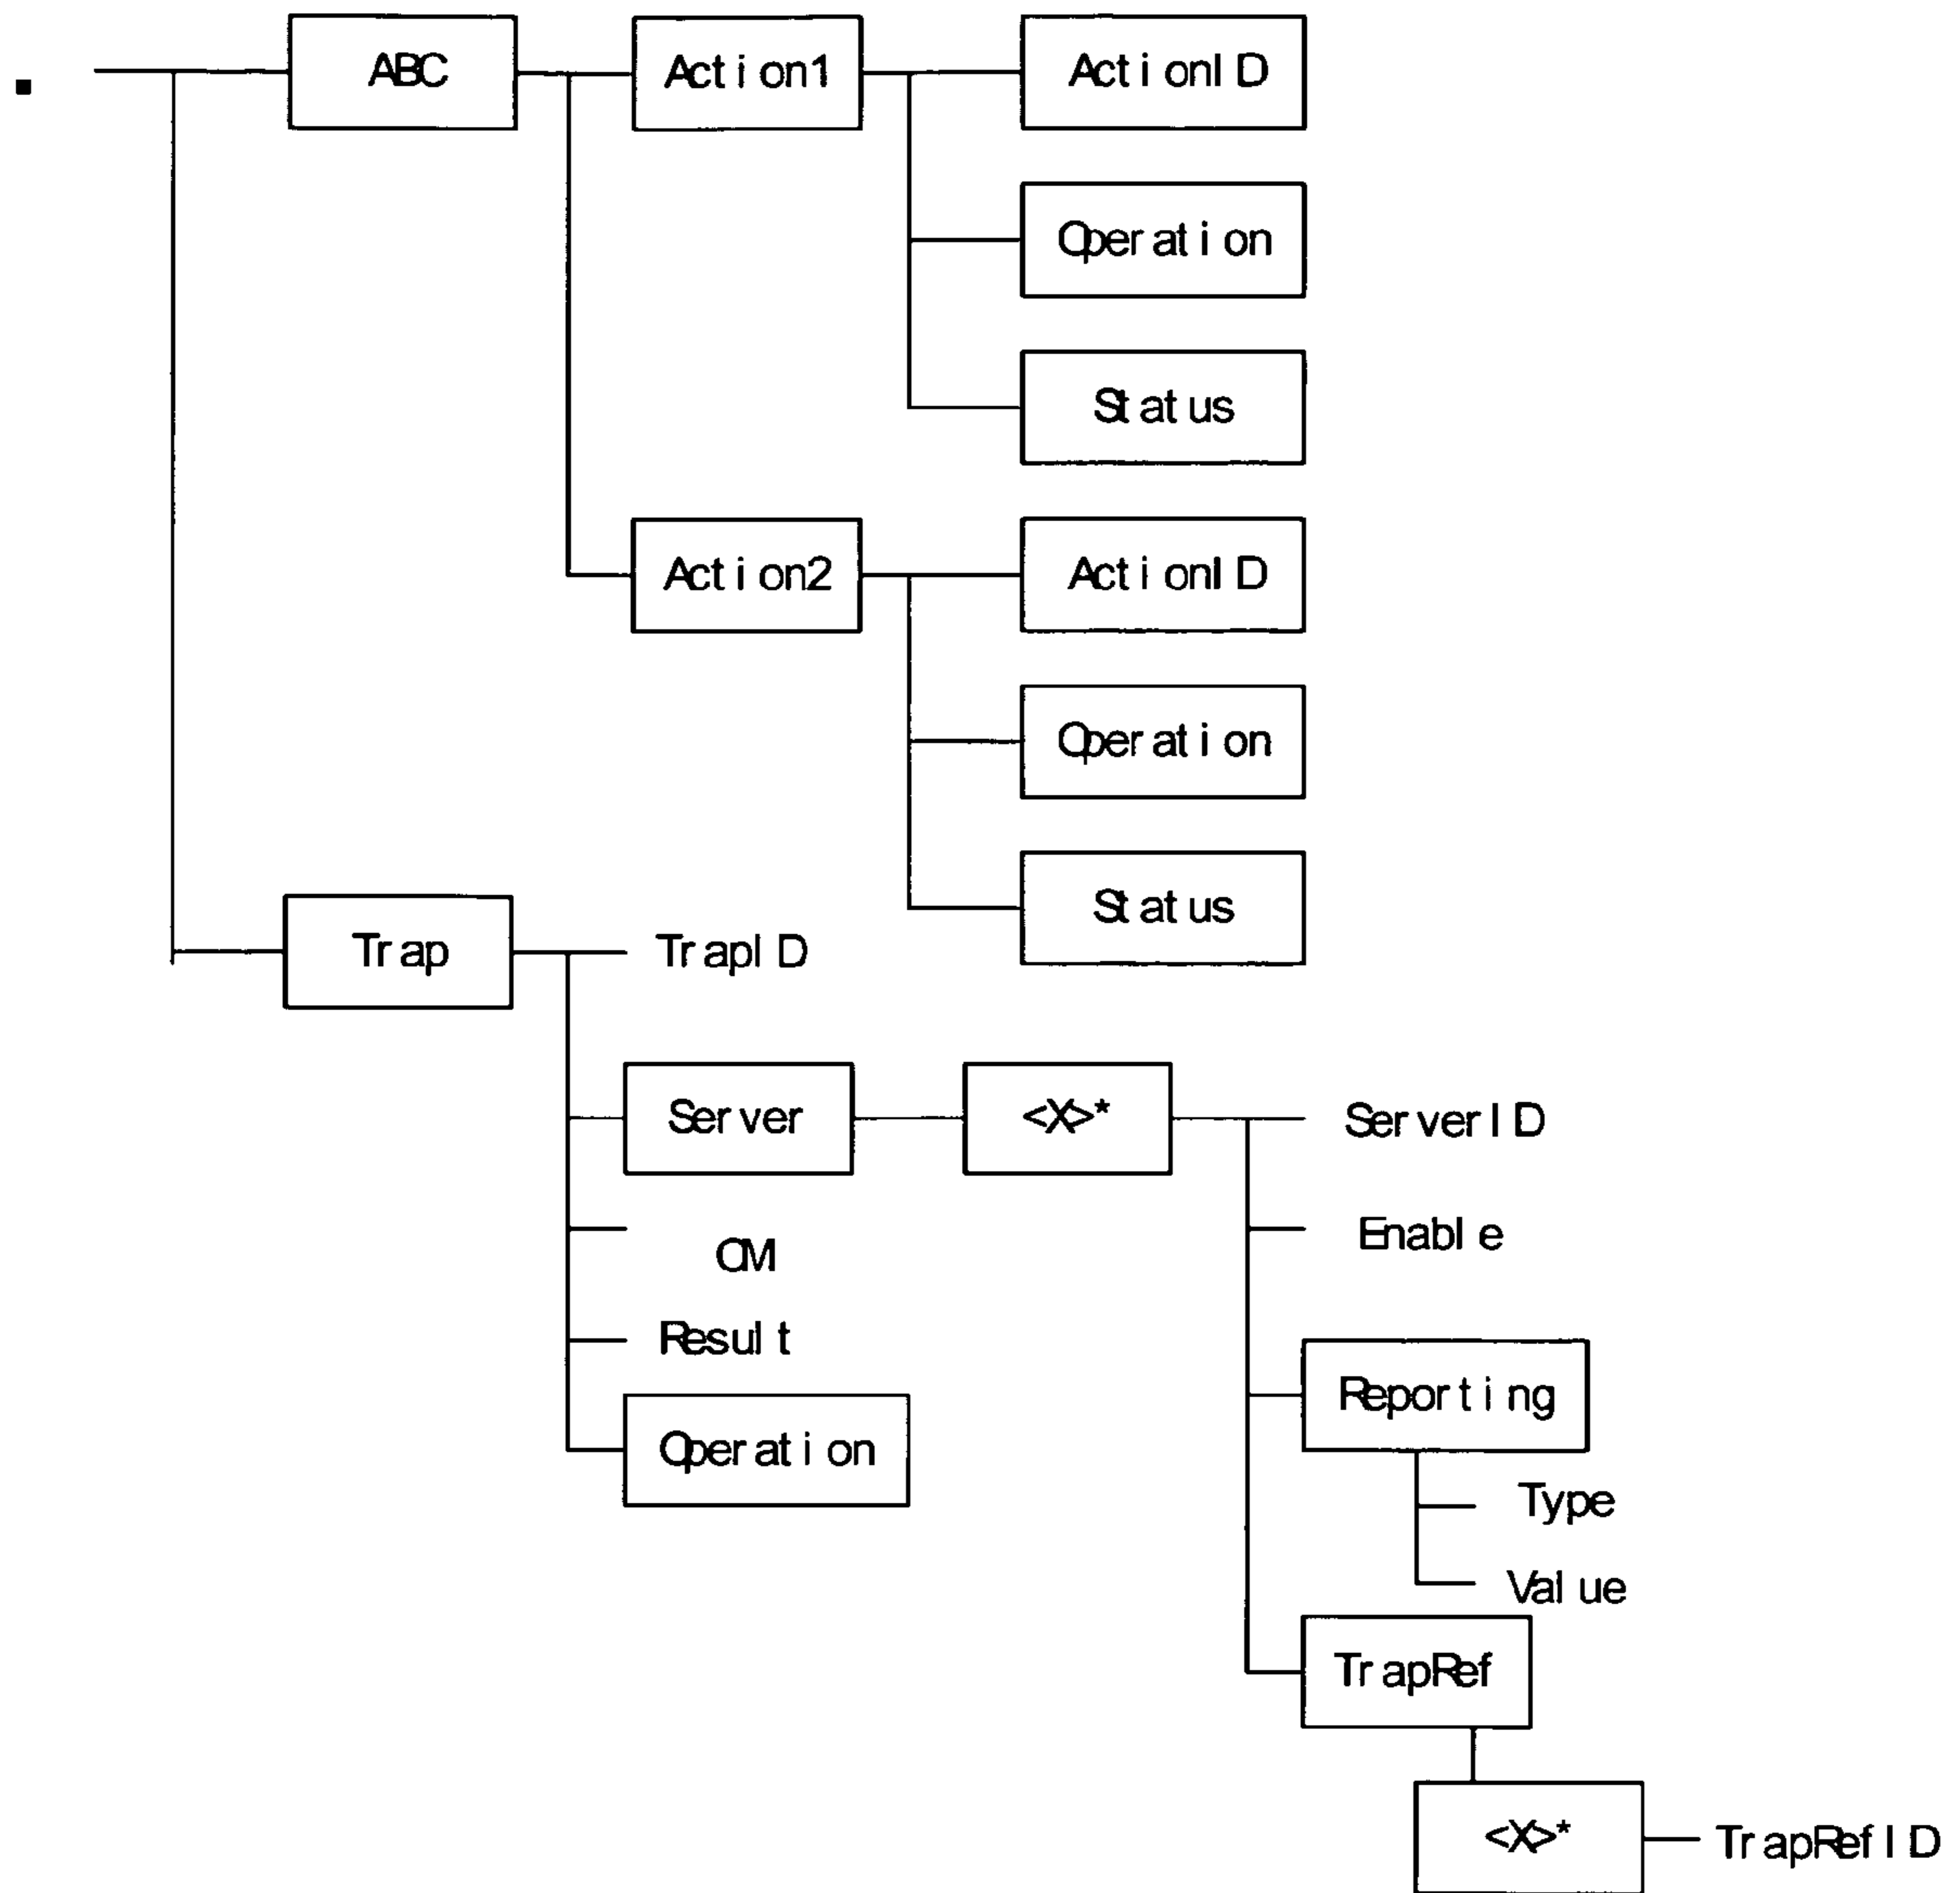 ABC
Action1
ActionID
Operation
Status
Action2
ActionID
Operation
Status
Trap
TrapID
Server
<X>*
ServerID
Enable
CM
Result
Reporting
Operation
Type
Value
TrapRef
<X>*
TrapRefID